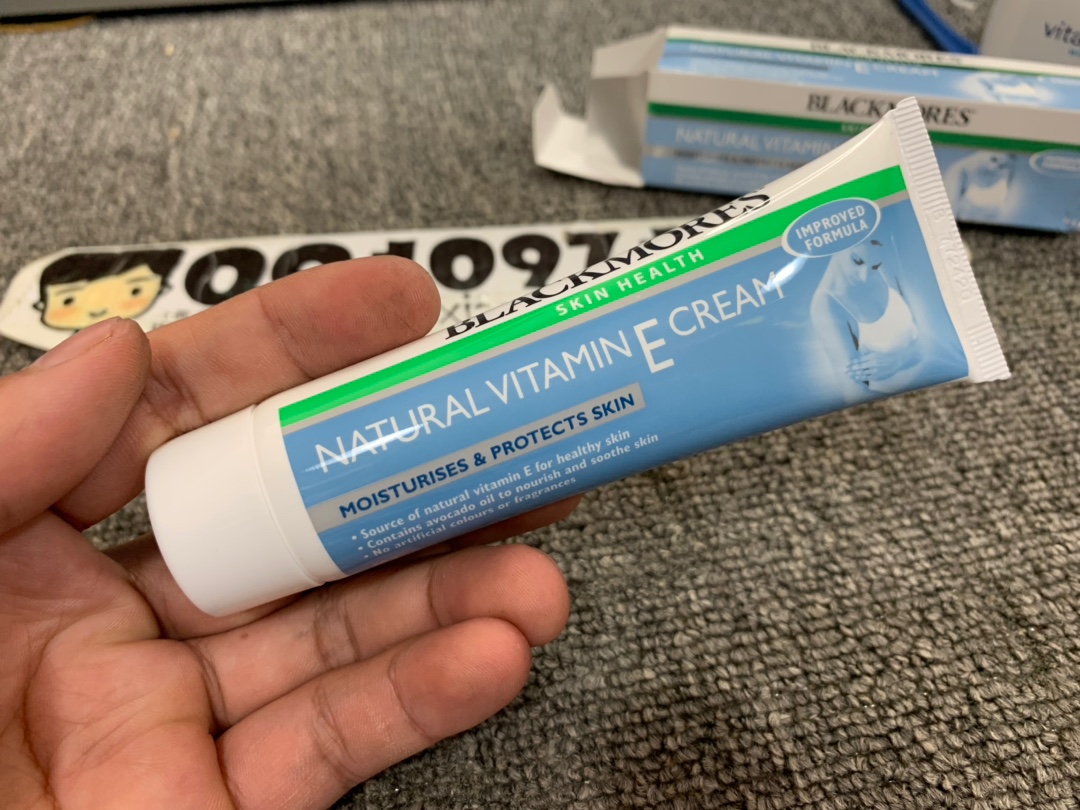 vita
BLACKMORES
NATURAL VITAMIN
BLACKMORES
SKIN HEALTH
IMPROVED
FORMULA
NATURAL VITAMIN E CREAM
MOISTURISES & PROTECTS SKIN
• Source of natural vitamin E for healthy skin
• Contains avocado oil to nourish and soothe skin
• No artificial colours or fragrances